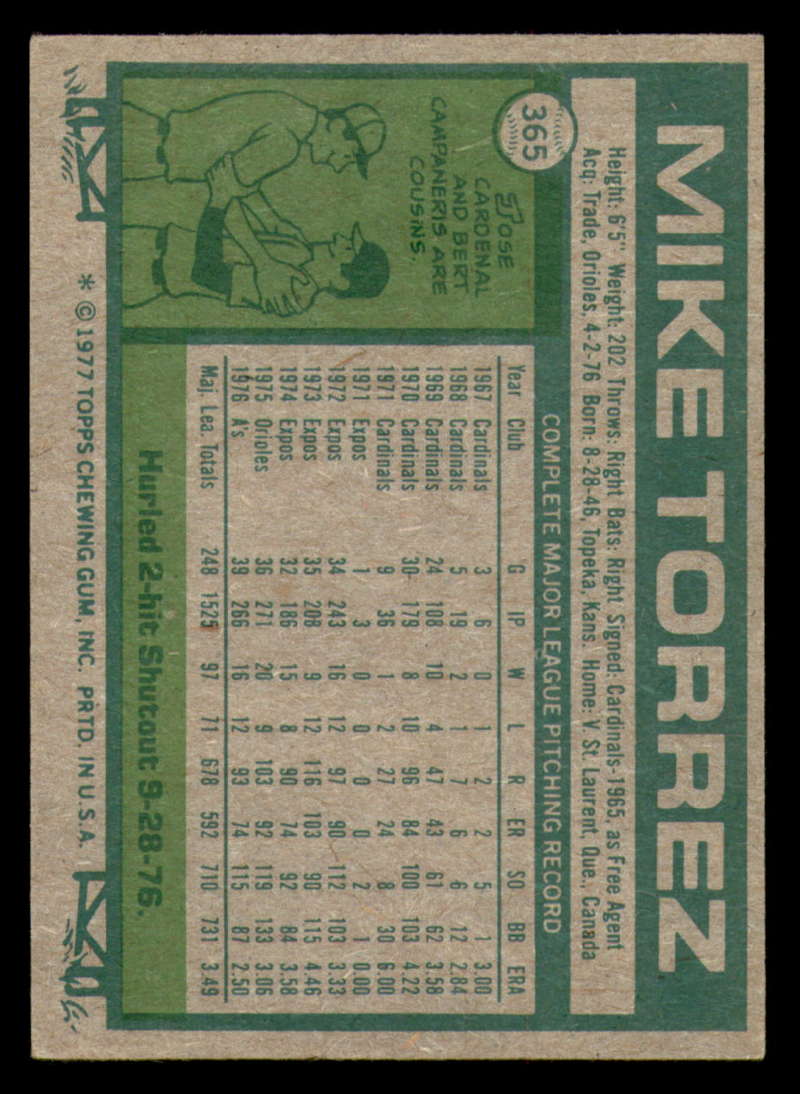 MIKE TORREZ
Height: 6'5" Weight: 202 Throws: Right Bats: Right Signed: Cardinals-1965, as Free Agent
Acq: Trade, Orioles, 4-2-76 Born: 8-28-46, Topeka, Kans. Home: V. St. Laurent, Que., Canada
365
JOSE
CARDENAL
AND BERT
CAMPANERIS ARE
COUSINS.
COMPLETE MAJOR LEAGUE PITCHING RECORD
Year Club G IP W L R ER SO BB ERA
1967 Cardinals 3 6 0 1 2 2 5 1 3.00
1968 Cardinals 5 19 2 1 7 6 6 12 2.84
1969 Cardinals 24 108 10 4 47 43 61 62 3.58
1970 Cardinals 30 179 8 10 96 84 100 103 4.22
1971 Cardinals 9 36 1 2 27 24 8 30 6.00
1971 Expos 1 3 0 0 0 0 2 1 0.00
1972 Expos 34 243 16 12 97 90 112 103 3.33
1973 Expos 35 208 9 12 116 103 90 115 4.46
1974 Expos 32 186 15 8 90 74 92 84 3.58
1975 Orioles 36 271 20 9 103 92 119 133 3.06
1976 A's 39 266 16 12 93 74 115 87 2.50
Maj. Lea. Totals 248 1525 97 71 678 592 710 731 3.49
Hurled 2-hit Shutout 9-28-76.
* © 1977 TOPPS CHEWING GUM, INC. PRTD. IN U.S.A.